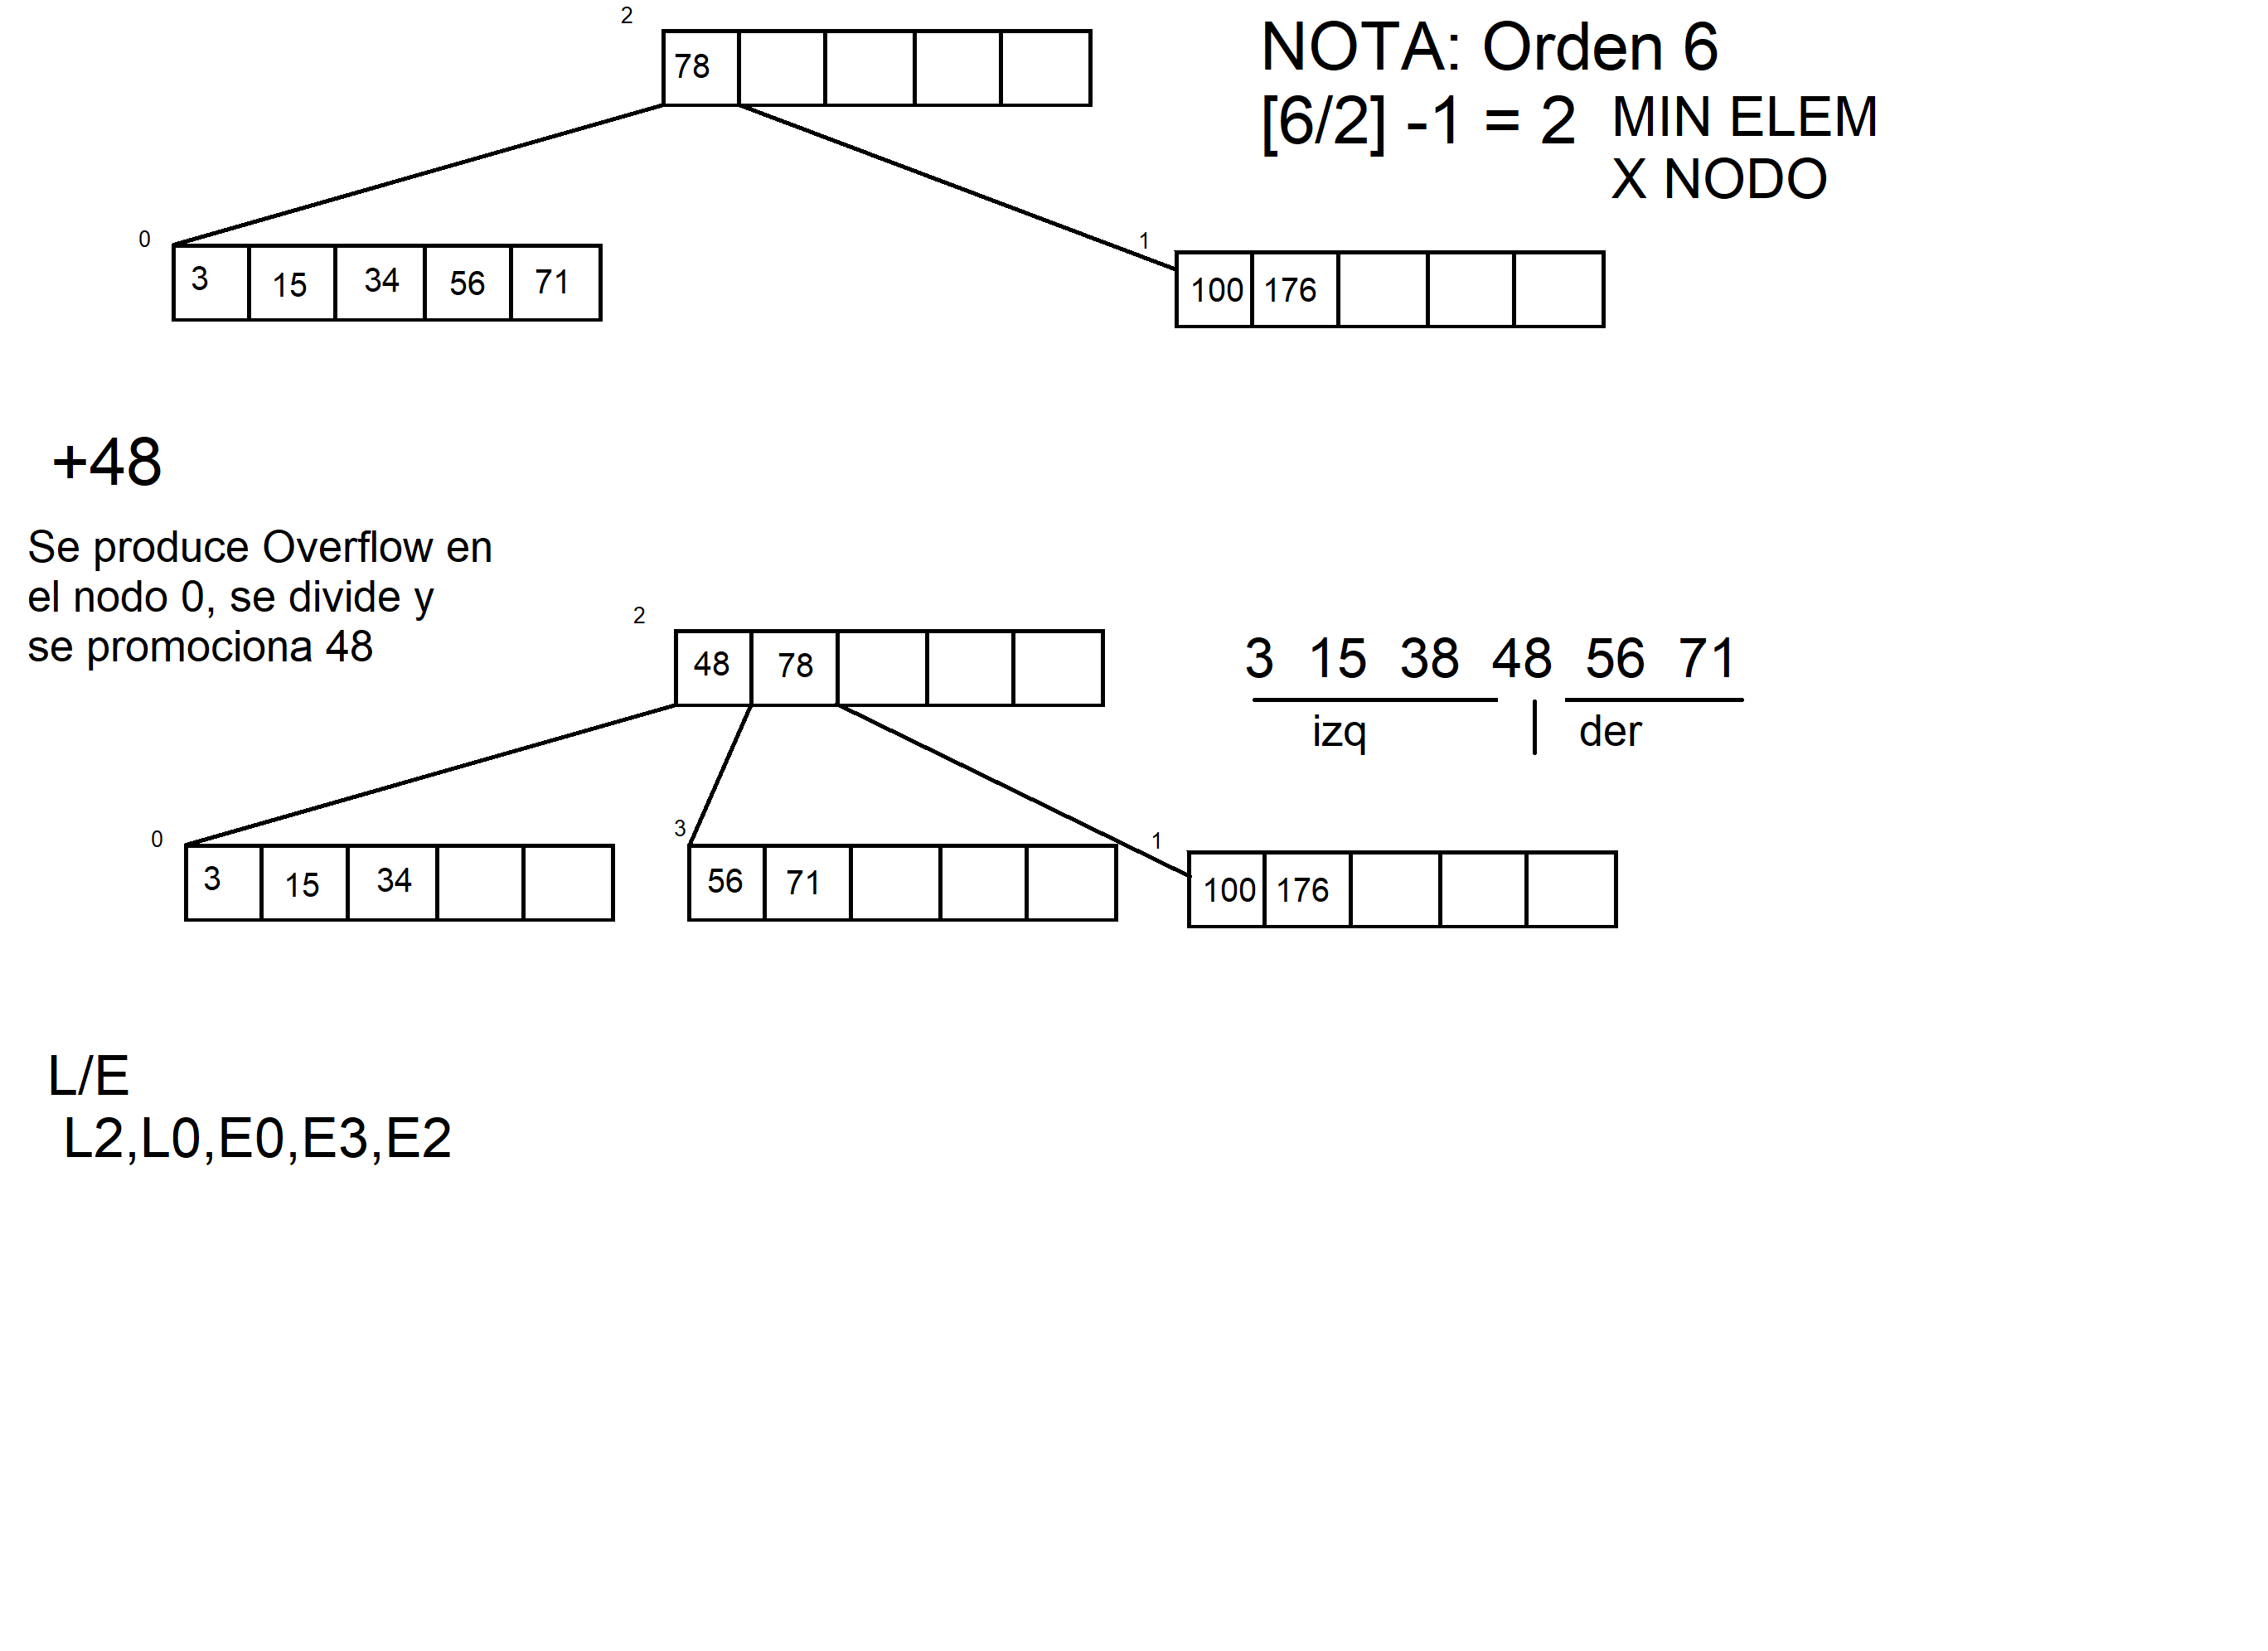 2
78
NOTA: Orden 6
[6/2] -1 = 2 MIN ELEM
X NODO
0
3 15 34 56 71
1
100 176
+48
Se produce Overflow en
el nodo 0, se divide y
se promociona 48
2
48 78
3 15 38 48 56 71
izq | der
0
3 15 34
3
56 71
1
100 176
L/E
L2,L0,E0,E3,E2